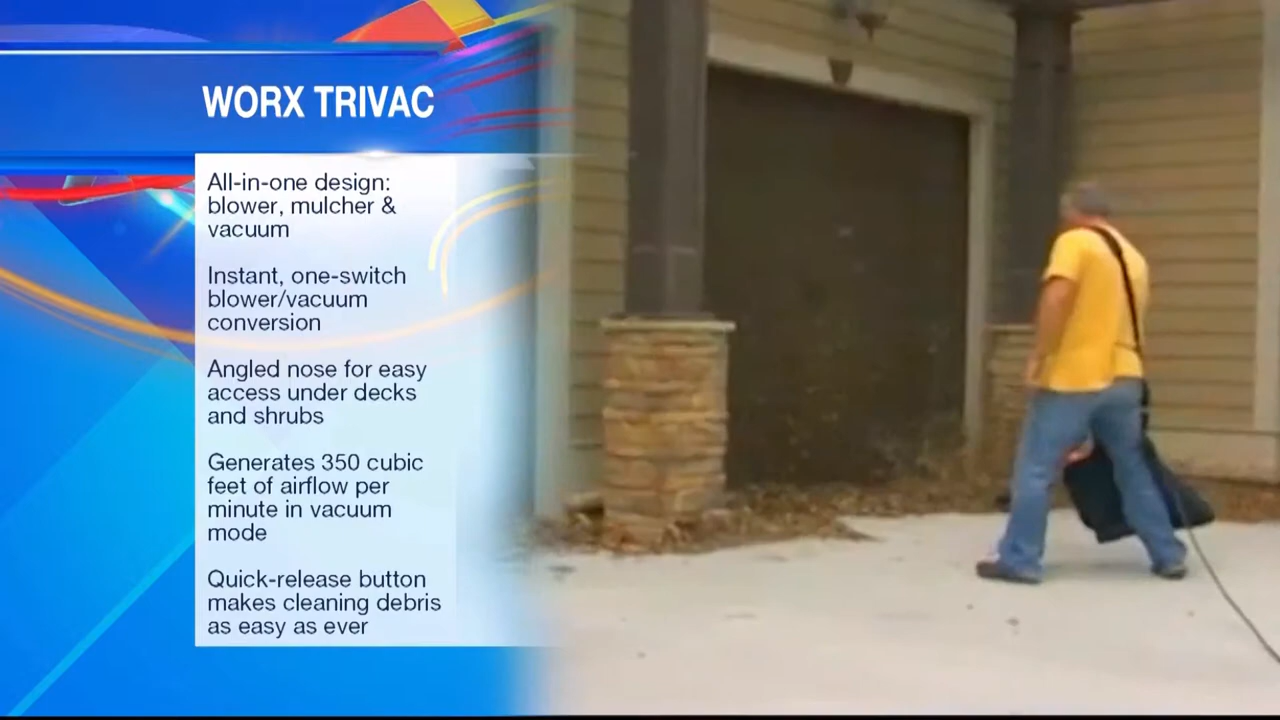 WORX TRIVAC
All-in-one design:
blower, mulcher &
vacuum
Instant, one-switch
blower/vacuum
conversion
Angled nose for easy
access under decks
and shrubs
Generates 350 cubic
feet of airflow per
minute in vacuum
mode
Quick-release button
makes cleaning debris
as easy as ever